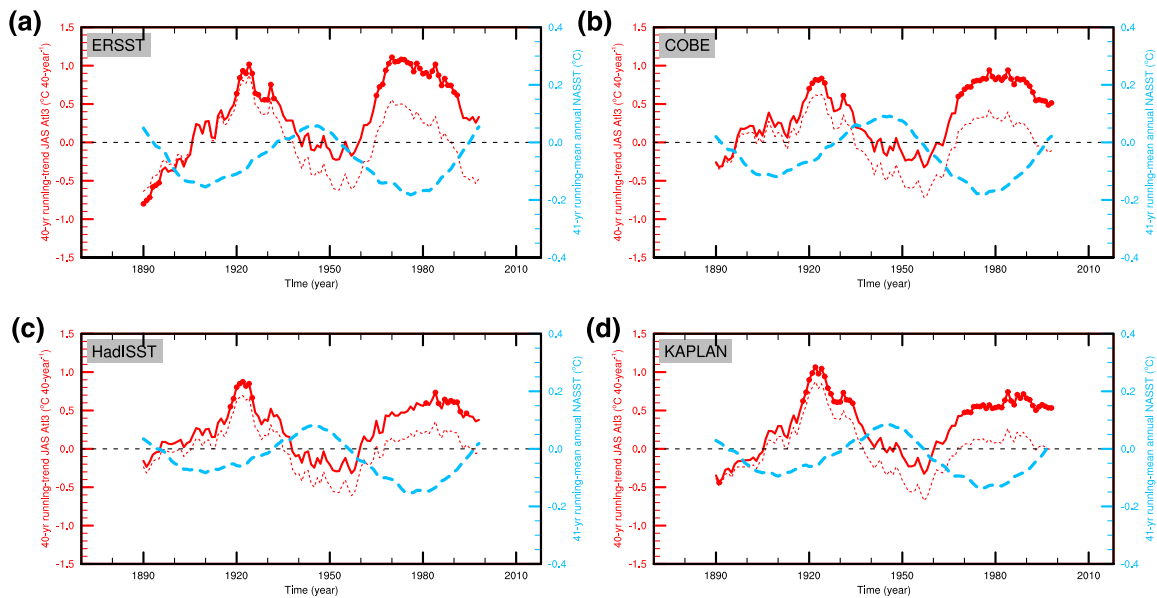 (a)
ERSST
1.5
1.0
0.5
0.0
-0.5
-1.0
-1.5
40-yr running-trend JAS Atl3 (°C 40-year⁻¹)
0.4
0.2
0.0
-0.2
-0.4
41-yr running-mean annual NASST (°C)
1890 1920 1950 1980 2010
Time (year)
(b)
COBE
1.5
1.0
0.5
0.0
-0.5
-1.0
-1.5
40-yr running-trend JAS Atl3 (°C 40-year⁻¹)
0.4
0.2
0.0
-0.2
-0.4
41-yr running-mean annual NASST (°C)
1890 1920 1950 1980 2010
Time (year)
(c)
HadISST
1.5
1.0
0.5
0.0
-0.5
-1.0
-1.5
40-yr running-trend JAS Atl3 (°C 40-year⁻¹)
0.4
0.2
0.0
-0.2
-0.4
41-yr running-mean annual NASST (°C)
1890 1920 1950 1980 2010
Time (year)
(d)
KAPLAN
1.5
1.0
0.5
0.0
-0.5
-1.0
-1.5
40-yr running-trend JAS Atl3 (°C 40-year⁻¹)
0.4
0.2
0.0
-0.2
-0.4
41-yr running-mean annual NASST (°C)
1890 1920 1950 1980 2010
Time (year)